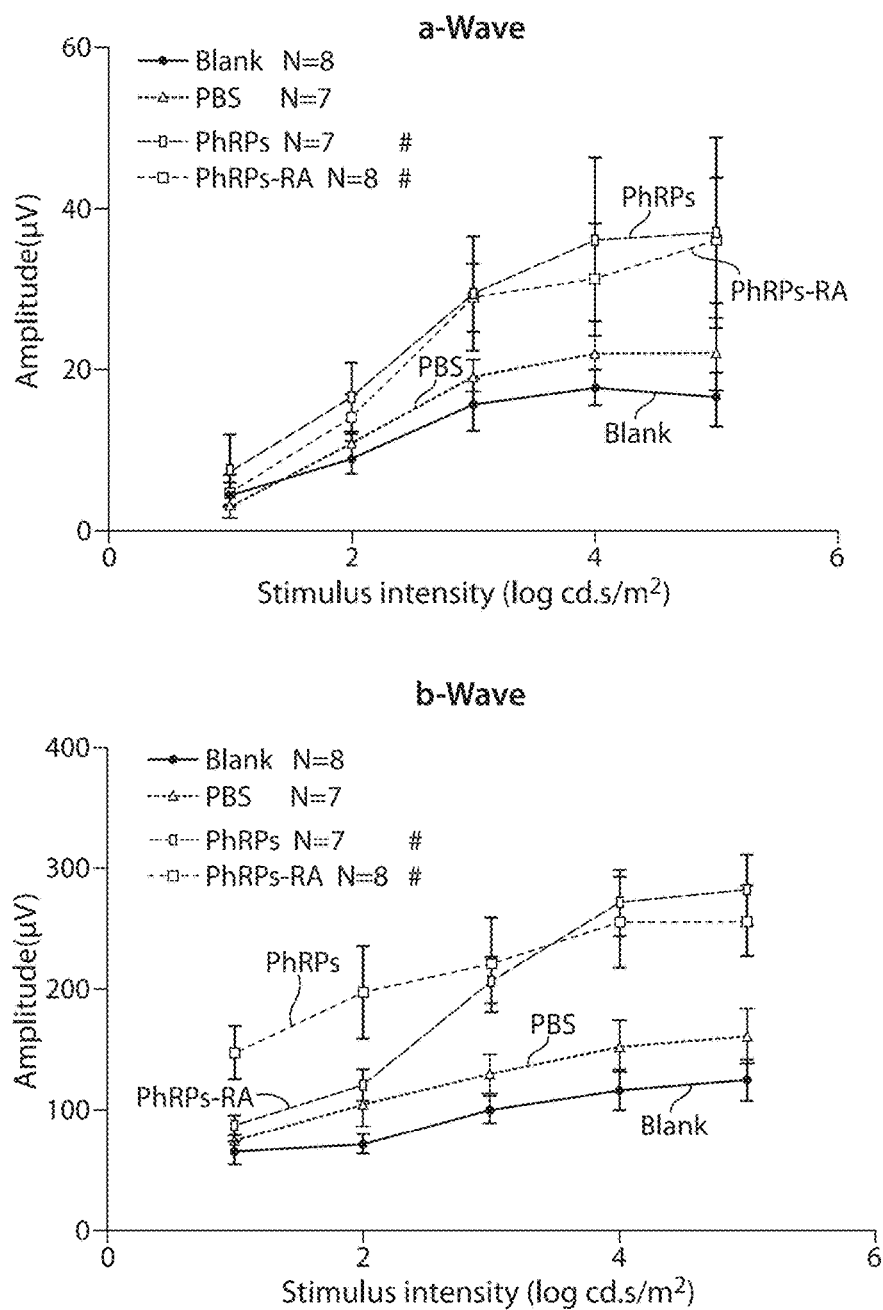 a-Wave
60
40
20
0
Amplitude(µV)
Blank N=8
PBS N=7
PhRPs N=7 #
PhRPs-RA N=8 #
PhRPs
PhRPs-RA
PBS
Blank
0 2 4 6
Stimulus intensity (log cd.s/m²)
b-Wave
400
300
200
100
0
Amplitude(µV)
Blank N=8
PBS N=7
PhRPs N=7 #
PhRPs-RA N=8 #
PhRPs
PBS
PhRPs-RA
Blank
0 2 4 6
Stimulus intensity (log cd.s/m²)